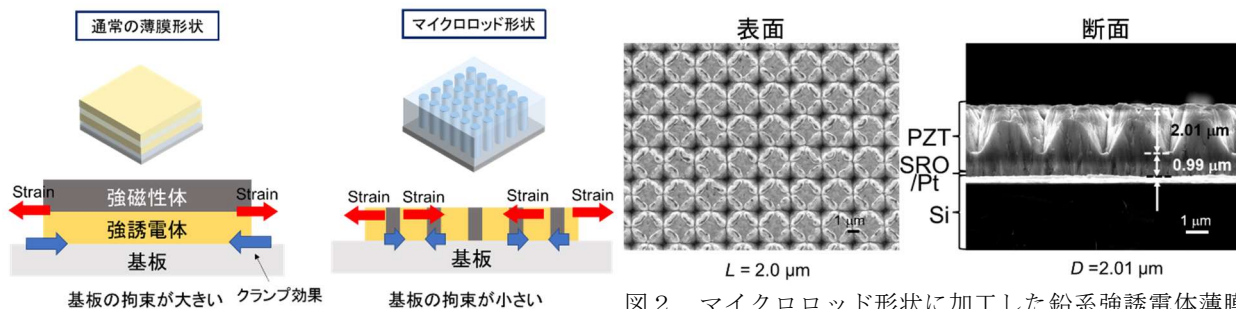 通常の薄膜形状
マイクロロッド形状
Strain
強磁性体
Strain
強誘電体
基板
基板の拘束が大きい
クランプ効果
Strain
Strain
Strain
Strain
基板
基板の拘束が小さい
表面
1 μm
L = 2.0 μm
断面
PZT
SRO
/Pt
Si
2.01 μm
0.99 μm
1 μm
D =2.01 μm
図2 マイクロロッド形状に加工した鉛系強誘電体薄膜